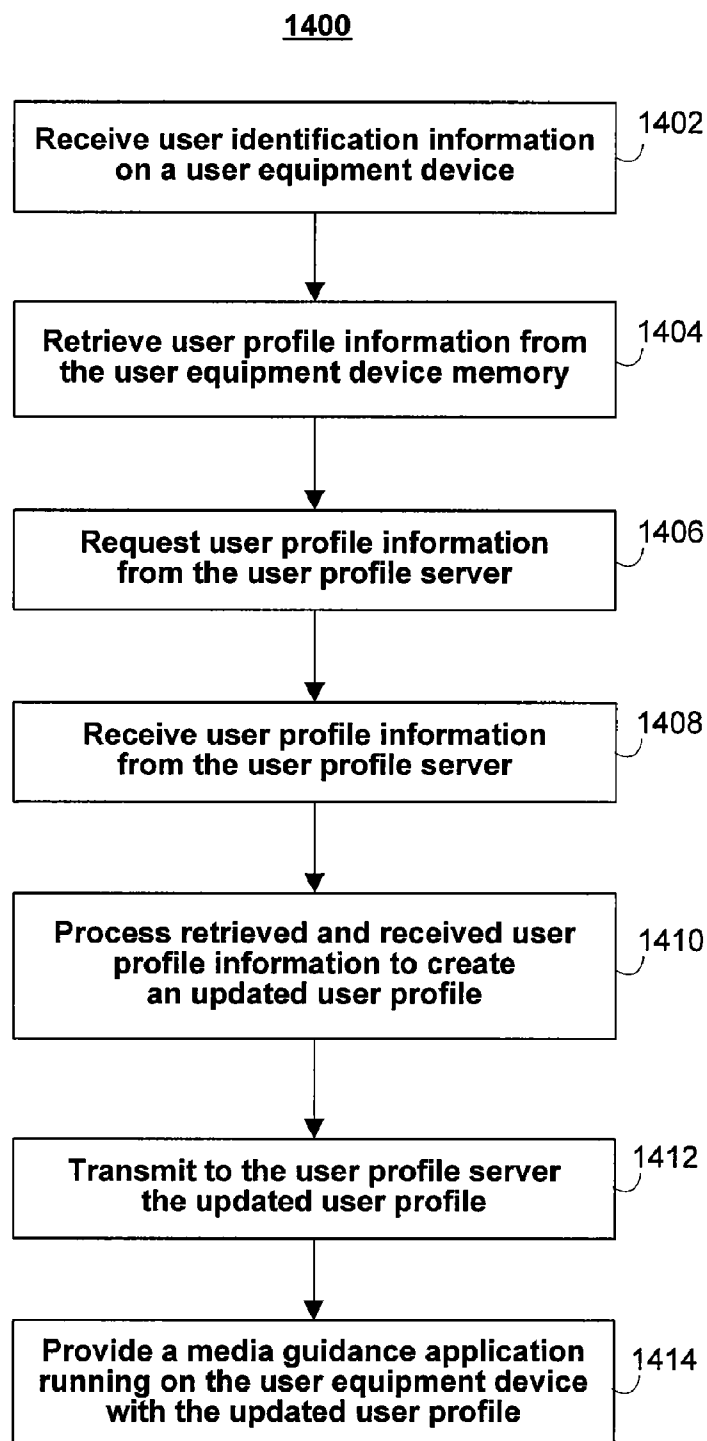 1400
Receive user identification information
on a user equipment device
1402
Retrieve user profile information from
the user equipment device memory
1404
Request user profile information
from the user profile server
1406
Receive user profile information
from the user profile server
1408
Process retrieved and received user
profile information to create
an updated user profile
1410
Transmit to the user profile server
the updated user profile
1412
Provide a media guidance application
running on the user equipment device
with the updated user profile
1414